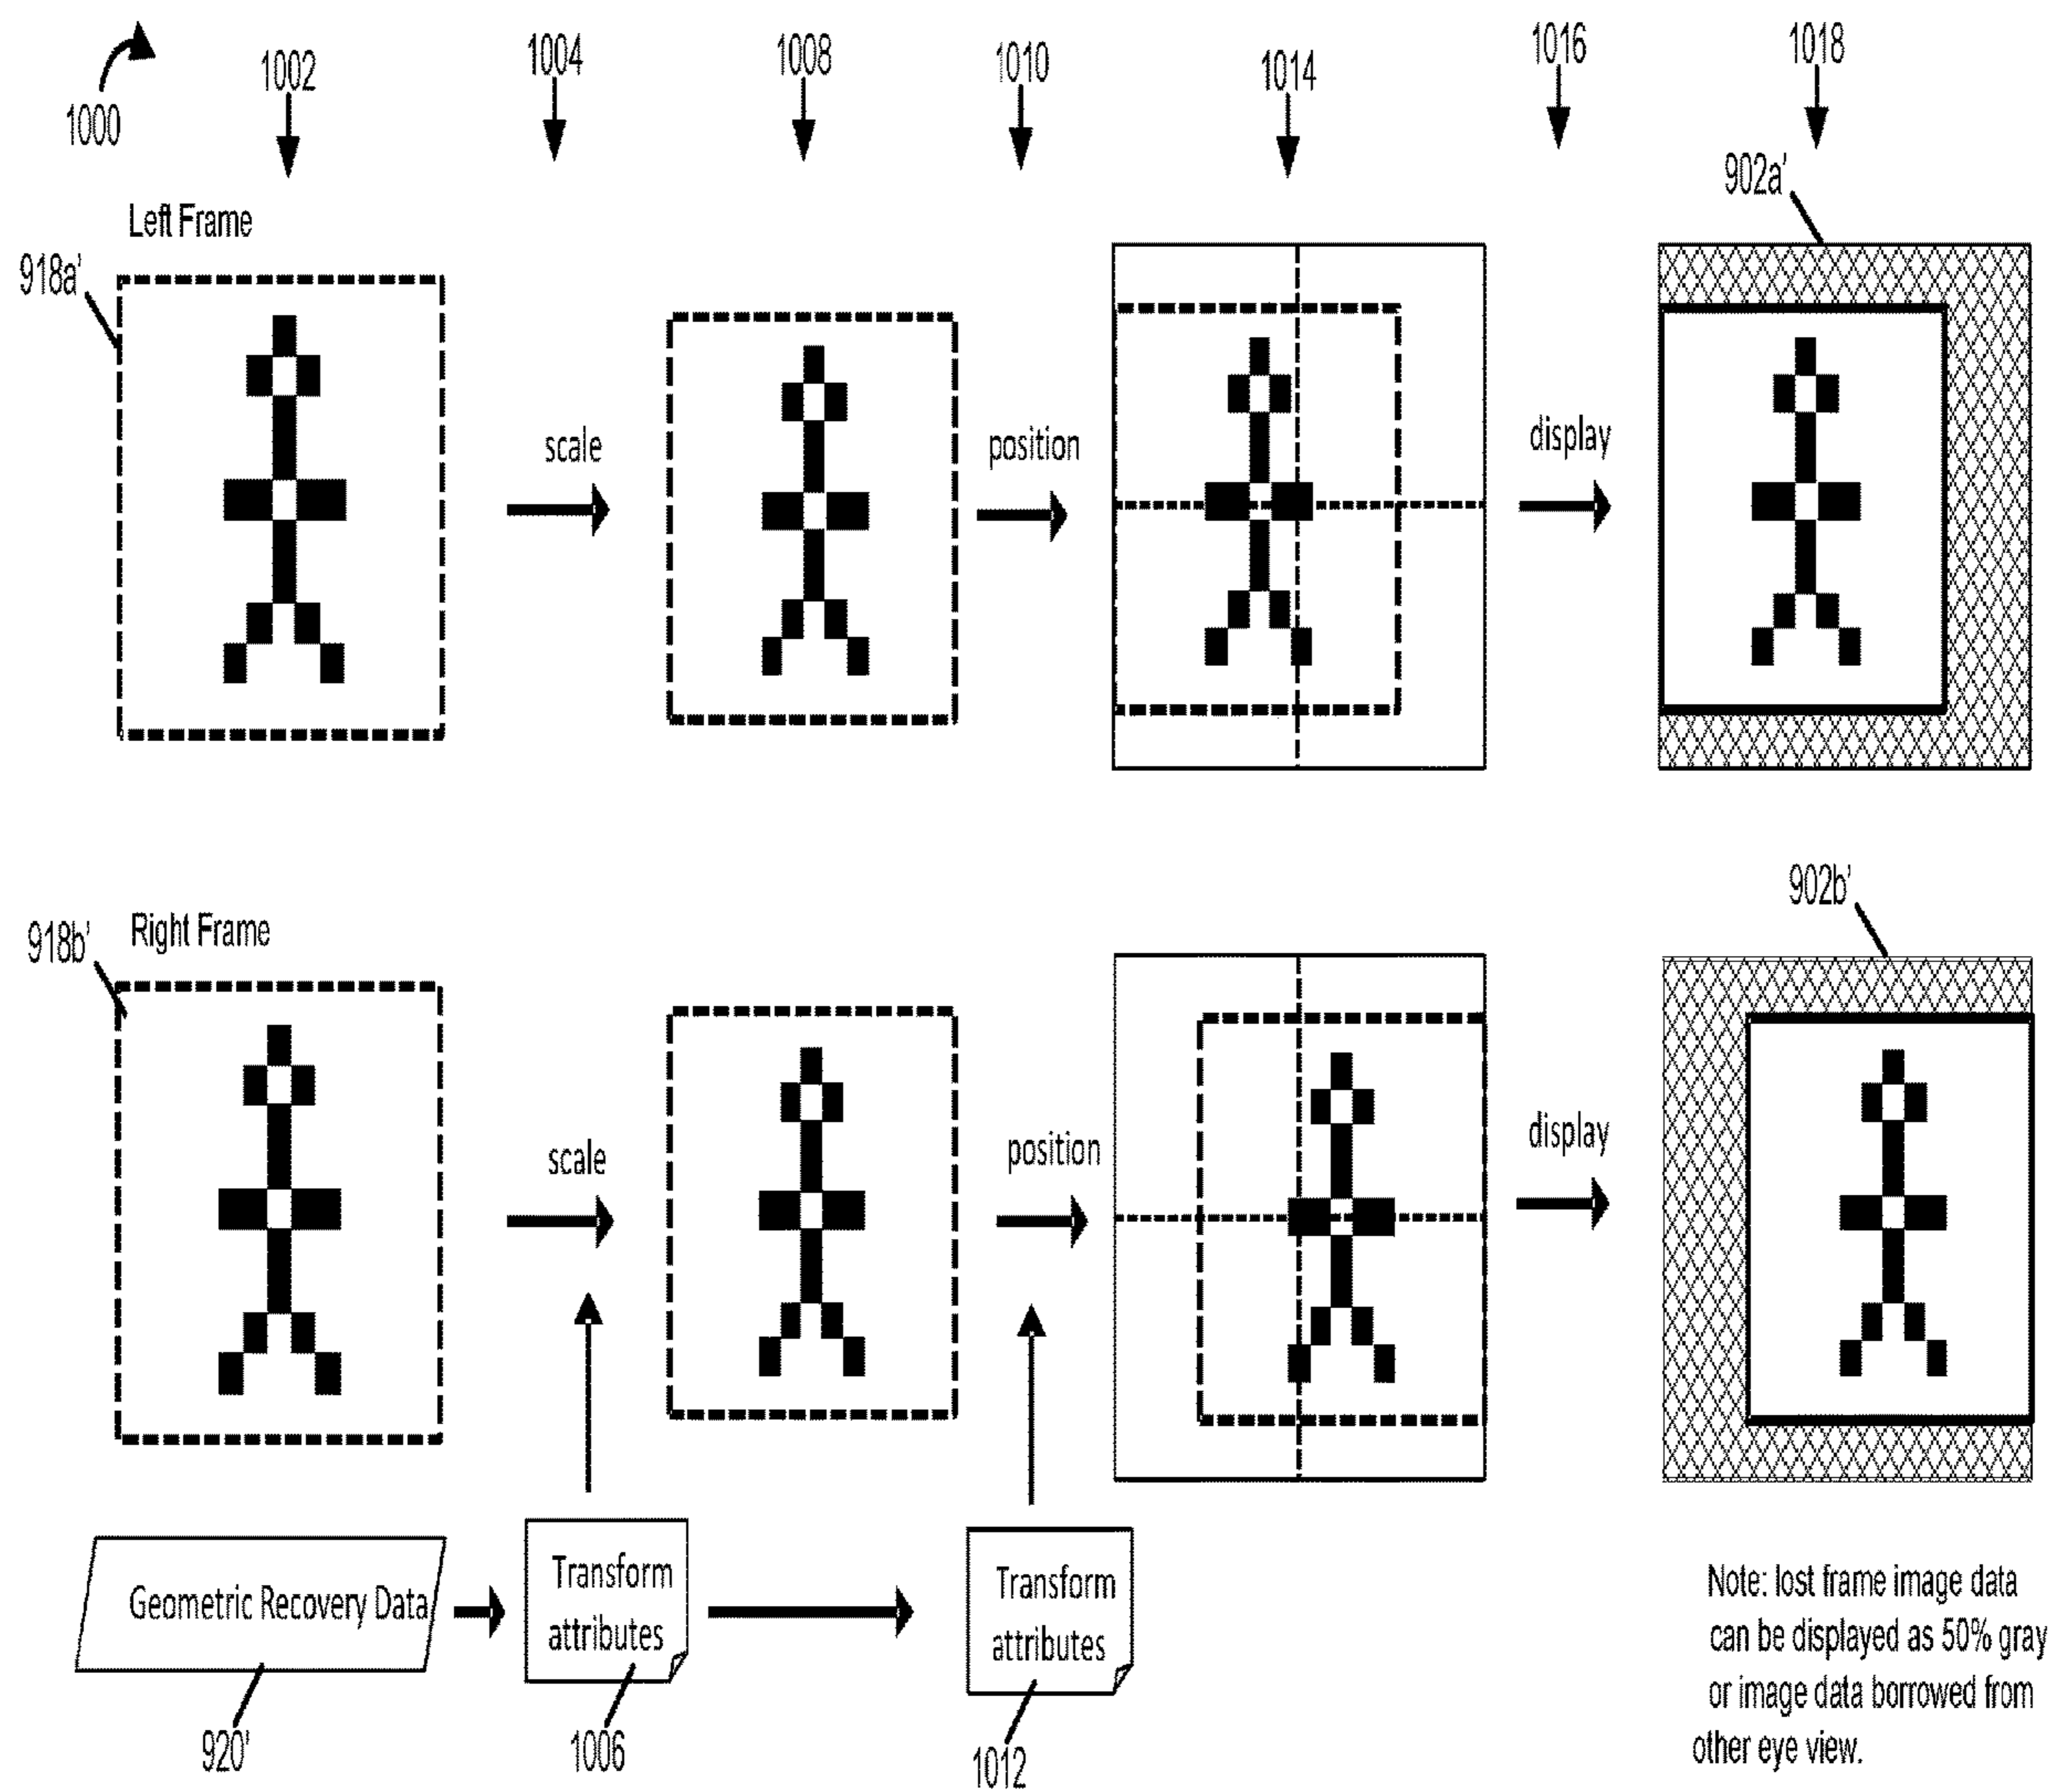 1000
1002
1004
1008
1010
1014
1016
1018
902a'
Left Frame
918a'
scale
position
display
902b'
918b'
Right Frame
scale
position
display
Geometric Recovery Data
Transform
attributes
Transform
attributes
920'
1006
1012
Note: lost frame image data
can be displayed as 50% gray
or image data borrowed from
other eye view.